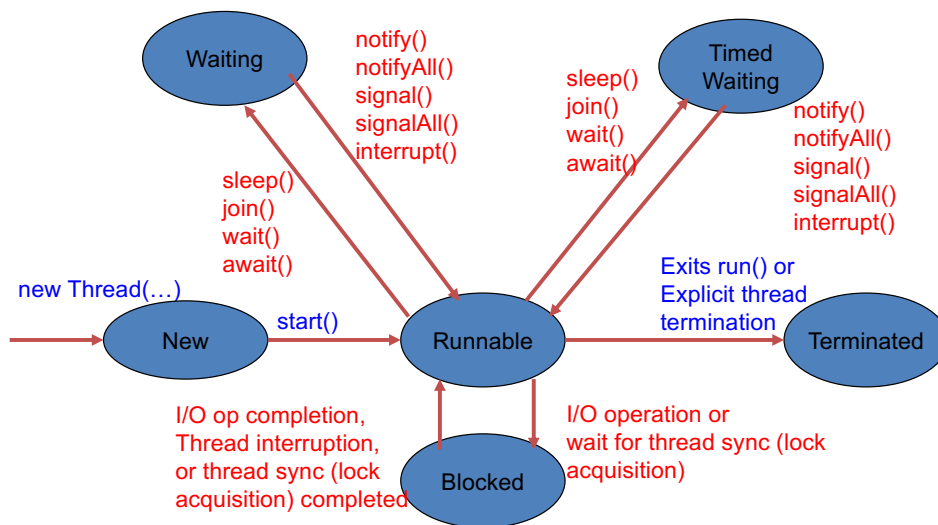 Waiting
notify()
notifyAll()
signal()
signalAll()
interrupt()
sleep()
join()
wait()
await()
Timed
Waiting
sleep()
join()
wait()
await()
notify()
notifyAll()
signal()
signalAll()
interrupt()
new Thread(…)
New
start()
Runnable
Exits run() or
Explicit thread
termination
Terminated
I/O op completion,
Thread interruption,
or thread sync (lock
acquisition) completed
Blocked
I/O operation or
wait for thread sync (lock
acquisition)